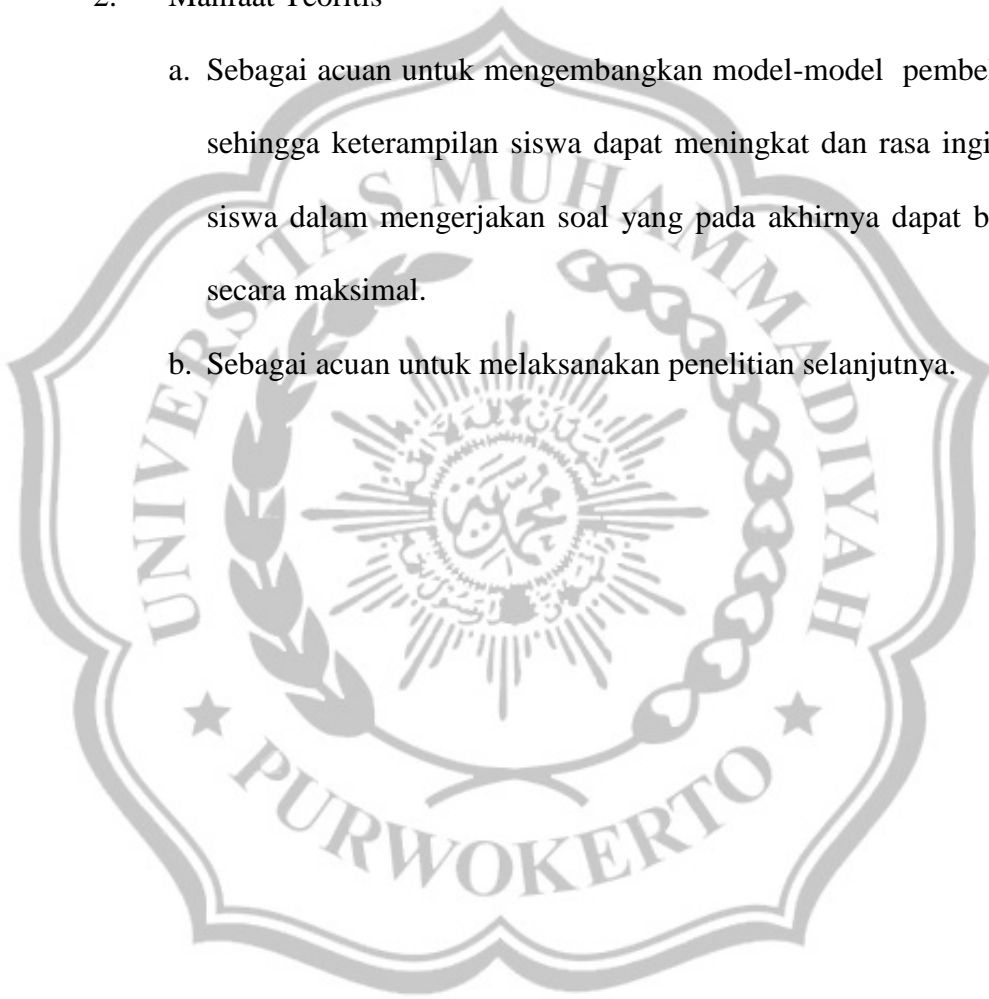 2. Manfaat Teoritis
a. Sebagai acuan untuk mengembangkan model-model pembe
sehingga keterampilan siswa dapat meningkat dan rasa ingi
siswa dalam mengerjakan soal yang pada akhirnya dapat b
secara maksimal.
b. Sebagai acuan untuk melaksanakan penelitian selanjutnya.
UNIVERSITAS MUHAMMADIYAH
محمد
PURWOKERTO